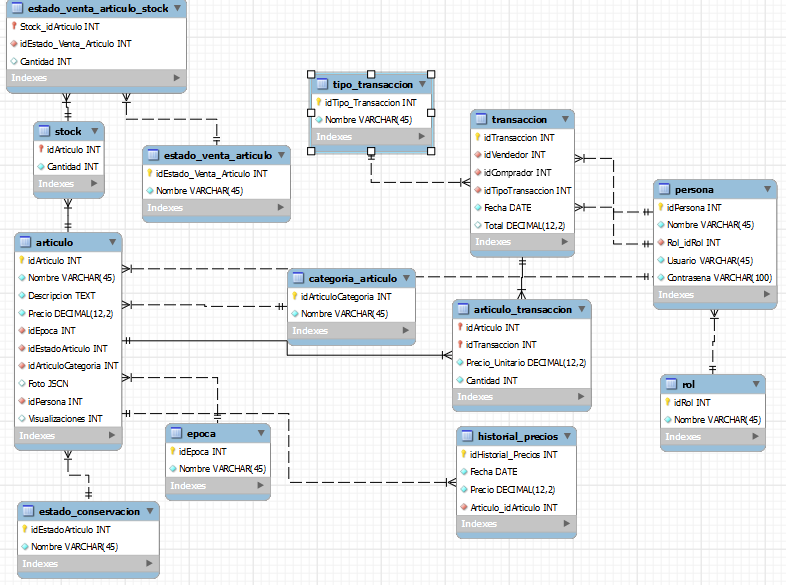 estado_venta_articulo_stock
Stock_idArticulo INT
idEstado_Venta_Articulo INT
Cantidad INT
Indexes
stock
idArticulo INT
Cantidad INT
Indexes
estado_venta_articulo
idEstado_Venta_Articulo INT
Nombre VARCHAR(45)
Indexes
tipo_transaccion
idTipo_Transaccion INT
Nombre VARCHAR(45)
Indexes
transaccion
idTransaccion INT
idVerdedor INT
idComprador INT
idTipoTransaccion INT
Fecha DATE
Total DECIMAL(12,2)
Indexes
persona
idPersona INT
Nombre VARCHAR(45)
Rol_idRol INT
Usuario VARCHAR(45)
Contrasena VARCHAR(100)
Indexes
articulo
idArticulo INT
Nombre VARCHAR(45)
Descripcion TEXT
Precio DECIMAL(12,2)
idEpoca INT
idEstadoArticulo INT
idArticuloCategoria INT
Foto JSCN
idPersona INT
Visualizaciones INT
Indexes
categoria_articulo
idArticuloCategoria INT
Nombre VARCHAR(45)
Indexes
articulo_transaccion
idArticulo INT
idTransaccion INT
Precio_Unitario DECIMAL(12,2)
Cantidad INT
Indexes
rol
idRol INT
Nombre VARCHAR(45)
Indexes
epoca
idEpoca INT
Nombre VARCHAR(45)
Indexes
historial_precios
idHistorial_Precios INT
Fecha DATE
Precio DECIMAL(12,2)
Articulo_idArticulo INT
Indexes
estado_conservacion
idEstadoArticulo INT
Nombre VARCHAR(45)
Indexes